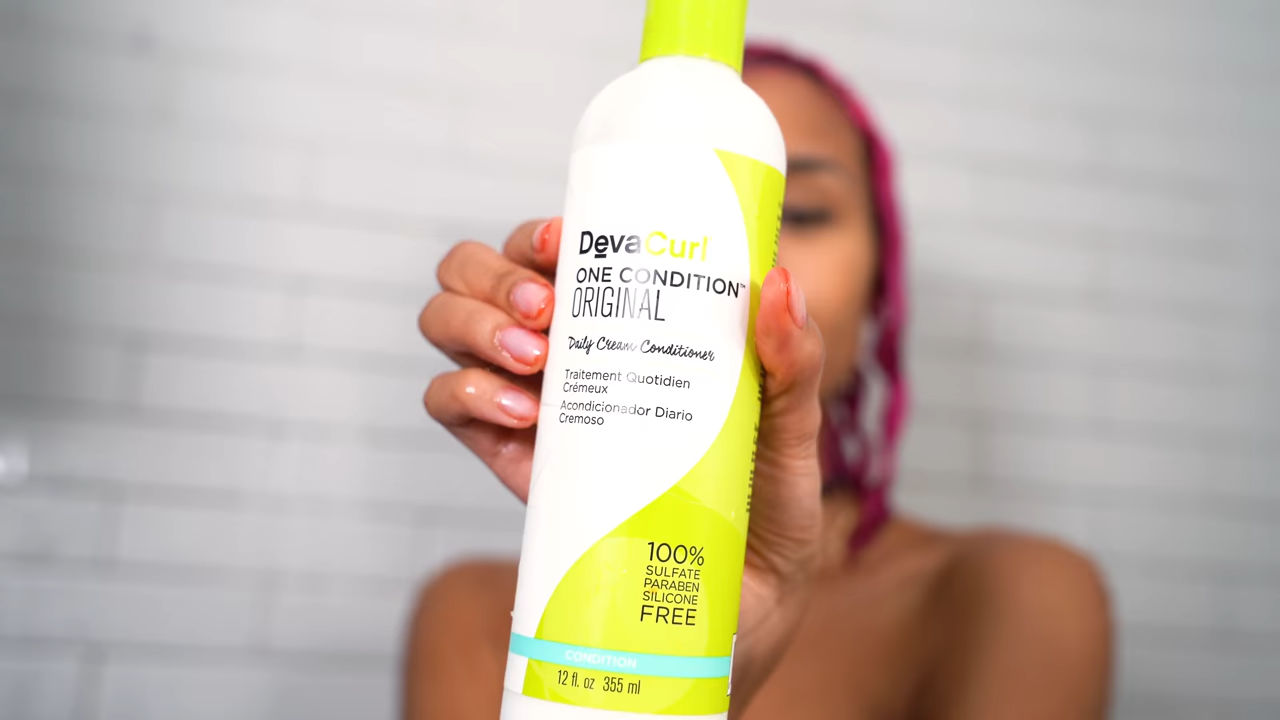 DevaCurl
ONE CONDITION™
ORIGINAL
Daily Cream Conditioner
Traitement Quotidien
Crémeux
Acondicionador Diario
Cremoso
100%
SULFATE
PARABEN
SILICONE
FREE
CONDITION
12 fl. oz 355 ml